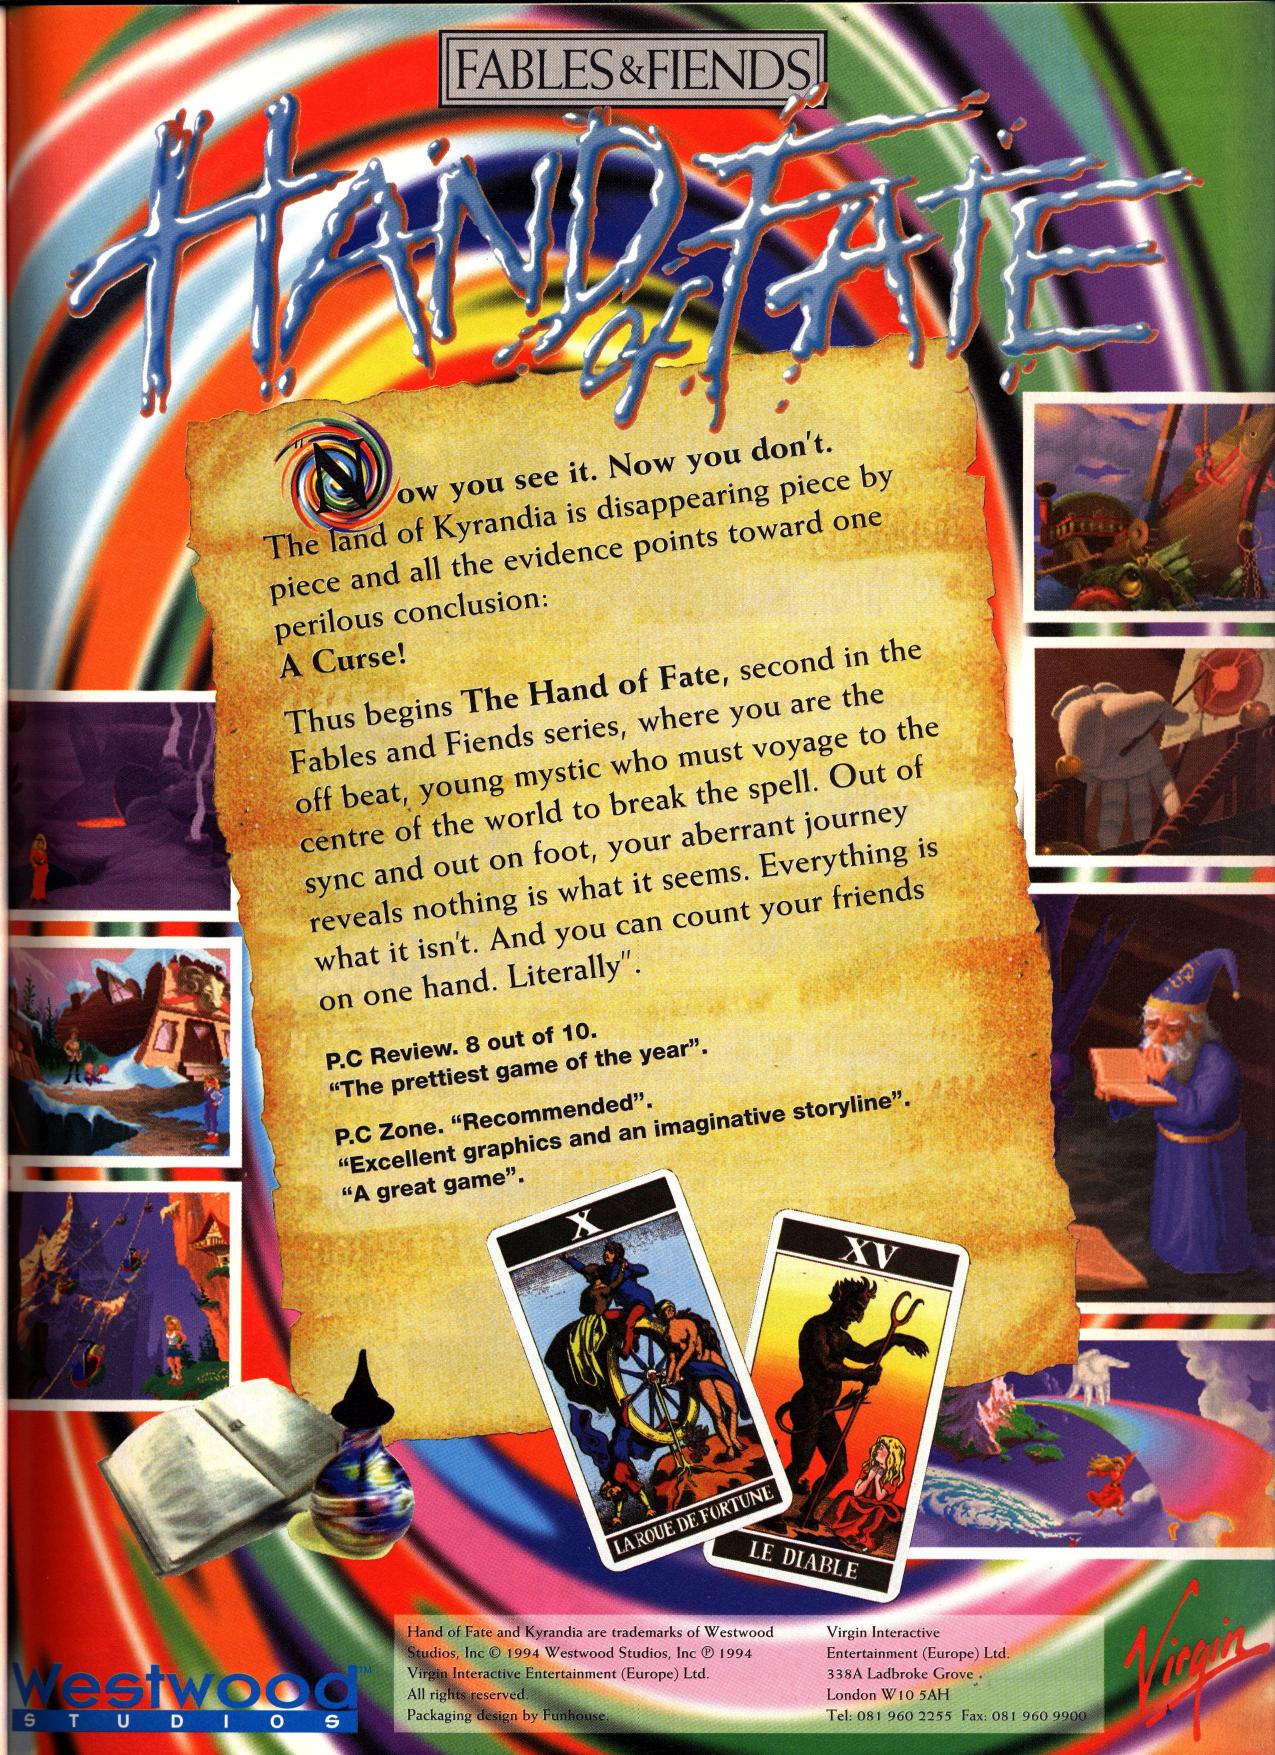 FABLES & FIENDS
HAND of FATE
"Now you see it. Now you don't.
The land of Kyrandia is disappearing piece by
piece and all the evidence points toward one
perilous conclusion:
A Curse!
Thus begins The Hand of Fate, second in the
Fables and Fiends series, where you are the
off beat, young mystic who must voyage to the
centre of the world to break the spell. Out of
sync and out on foot, your aberrant journey
reveals nothing is what it seems. Everything is
what it isn't. And you can count your friends
on one hand. Literally".
P.C Review. 8 out of 10.
“The prettiest game of the year”.
P.C Zone. “Recommended”.
“Excellent graphics and an imaginative storyline”.
“A great game”.
X
LA ROUE DE FORTUNE
XV
LE DIABLE
Westwood™
STUDIOS
Hand of Fate and Kyrandia are trademarks of Westwood
Studios, Inc © 1994 Westwood Studios, Inc ℗ 1994
Virgin Interactive Entertainment (Europe) Ltd.
All rights reserved.
Packaging design by Funhouse.
Virgin Interactive
Entertainment (Europe) Ltd.
338A Ladbroke Grove .
London W10 5AH
Tel: 081 960 2255 Fax: 081 960 9900
Virgin